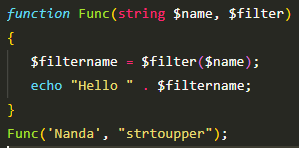 function Func(string $name, $filter)
{
$filtername = $filter($name);
echo "Hello " . $filtername;
}
Func('Nanda', "strtoupper");